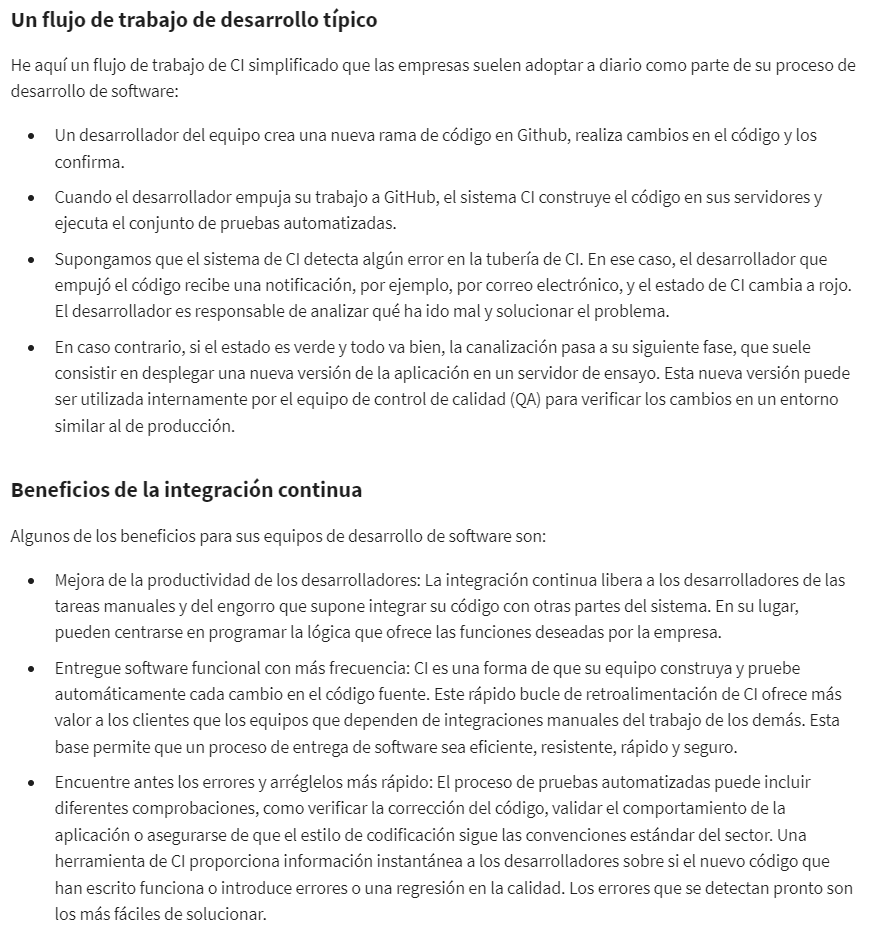 Un flujo de trabajo de desarrollo típico
He aquí un flujo de trabajo de CI simplificado que las empresas suelen adoptar a diario como parte de su proceso de
desarrollo de software:
• Un desarrollador del equipo crea una nueva rama de código en Github, realiza cambios en el código y los
confirma.
• Cuando el desarrollador empuja su trabajo a GitHub, el sistema CI construye el código en sus servidores y
ejecuta el conjunto de pruebas automatizadas.
• Supongamos que el sistema de CI detecta algún error en la tubería de CI. En ese caso, el desarrollador que
empujó el código recibe una notificación, por ejemplo, por correo electrónico, y el estado de CI cambia a rojo.
El desarrollador es responsable de analizar qué ha ido mal y solucionar el problema.
• En caso contrario, si el estado es verde y todo va bien, la canalización pasa a su siguiente fase, que suele
consistir en desplegar una nueva versión de la aplicación en un servidor de ensayo. Esta nueva versión puede
ser utilizada internamente por el equipo de control de calidad (QA) para verificar los cambios en un entorno
similar al de producción.
Beneficios de la integración continua
Algunos de los beneficios para sus equipos de desarrollo de software son:
• Mejora de la productividad de los desarrolladores: La integración continua libera a los desarrolladores de las
tareas manuales y del engorro que supone integrar su código con otras partes del sistema. En su lugar,
pueden centrarse en programar la lógica que ofrece las funciones deseadas por la empresa.
• Entregue software funcional con más frecuencia: CI es una forma de que su equipo construya y pruebe
automáticamente cada cambio en el código fuente. Este rápido bucle de retroalimentación de CI ofrece más
valor a los clientes que los equipos que dependen de integraciones manuales del trabajo de los demás. Esta
base permite que un proceso de entrega de software sea eficiente, resistente, rápido y seguro.
• Encuentre antes los errores y arréglelos más rápido: El proceso de pruebas automatizadas puede incluir
diferentes comprobaciones, como verificar la corrección del código, validar el comportamiento de la
aplicación o asegurarse de que el estilo de codificación sigue las convenciones estándar del sector. Una
herramienta de CI proporciona información instantánea a los desarrolladores sobre si el nuevo código que
han escrito funciona o introduce errores o una regresión en la calidad. Los errores que se detectan pronto son
los más fáciles de solucionar.